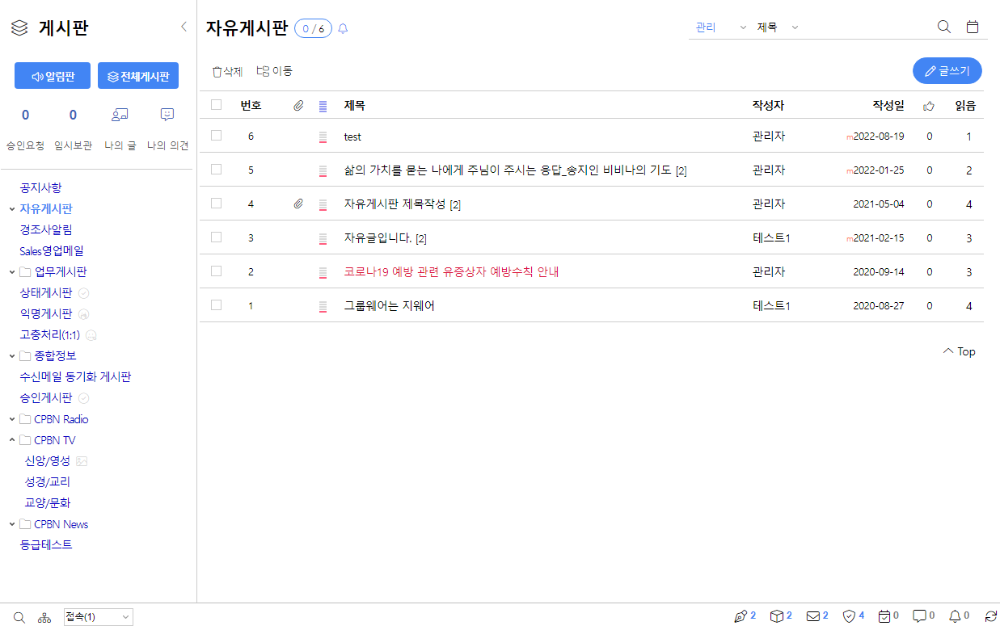 게시판
알림판 전체게시판
0 0
승인요청 임시보관 나의 글 나의 의견
공지사항
자유게시판
경조사알림
Sales영업메일
업무게시판
상태게시판
익명게시판
고충처리(1:1)
종합정보
수신메일 동기화 게시판
승인게시판
CPBN Radio
CPBN TV
신앙/영성
성경/교리
교양/문화
CPBN News
등급테스트
자유게시판 0 / 6
관리 제목
삭제 이동 글쓰기
번호 제목 작성자 작성일 읽음
6 test 관리자 m2022-08-19 0 1
5 삶의 가치를 묻는 나에게 주님이 주시는 응답_송지인 비비나의 기도 [2] 관리자 m2022-01-25 0 2
4 자유게시판 제목작성 [2] 관리자 2021-05-04 0 4
3 자유글입니다. [2] 테스트1 m2021-02-15 0 3
2 코로나19 예방 관련 유증상자 예방수칙 안내 관리자 2020-09-14 0 3
1 그룹웨어는 지웨어 테스트1 2020-08-27 0 4
Top
접속(1) 2 2 2 4 0 0 0